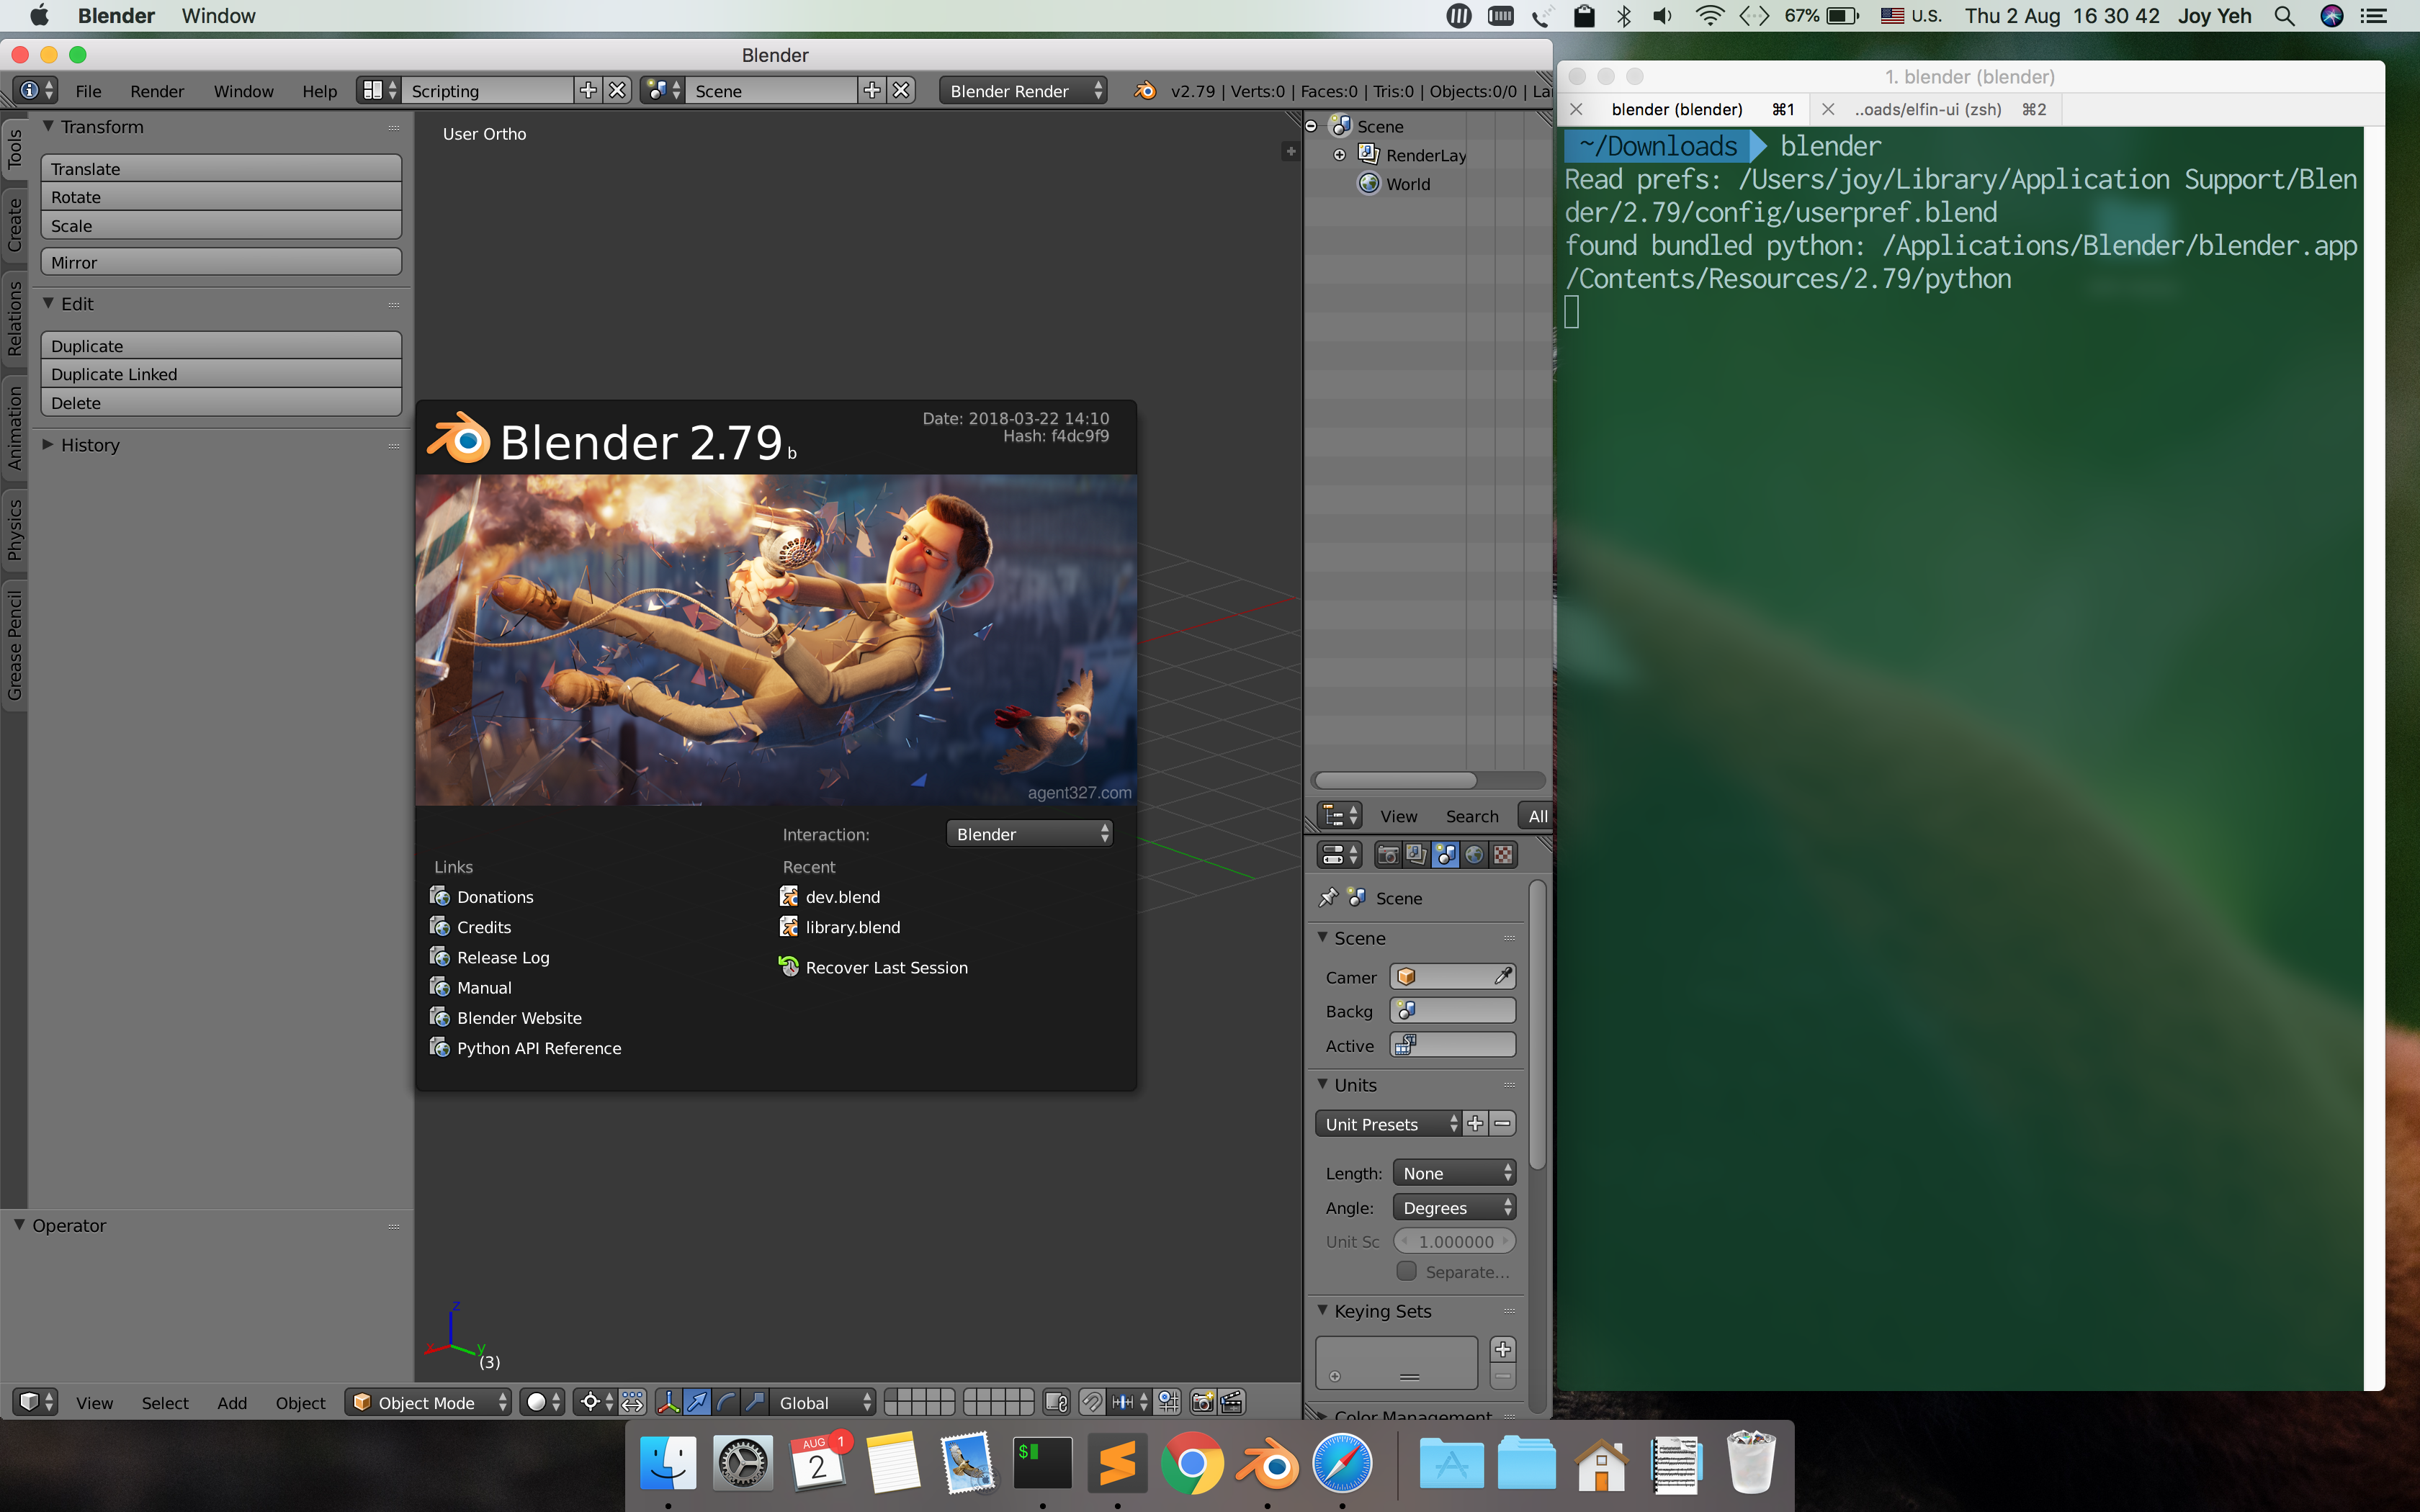 Blender Window 67% U.S. Thu 2 Aug 16 30 42 Joy Yeh
Blender
File Render Window Help Scripting Scene Blender Render v2.79 | Verts:0 | Faces:0 | Tris:0 | Objects:0/0 | La
Tools
Create
Relations
Animation
Physics
Grease Pencil
Transform
Translate
Rotate
Scale
Mirror
Edit
Duplicate
Duplicate Linked
Delete
History
Operator
User Ortho
Blender 2.79 b
Date: 2018-03-22 14:10
Hash: f4dc9f9
agent327.com
Interaction: Blender
Links
Donations
Credits
Release Log
Manual
Blender Website
Python API Reference
Recent
dev.blend
library.blend
Recover Last Session
z
x
y
(3)
View Select Add Object Object Mode Global
Scene
RenderLay
World
View Search All
Scene
Scene
Camer
Backg
Active
Units
Unit Presets
Length: None
Angle: Degrees
Unit Sc 1.000000
Separate...
Keying Sets
Color Management
1. blender (blender)
blender (blender) ⌘1 ..oads/elfin-ui (zsh) ⌘2
~/Downloads blender
Read prefs: /Users/joy/Library/Application Support/Blen
der/2.79/config/userpref.blend
found bundled python: /Applications/Blender/blender.app
/Contents/Resources/2.79/python
AUG
1
2
$